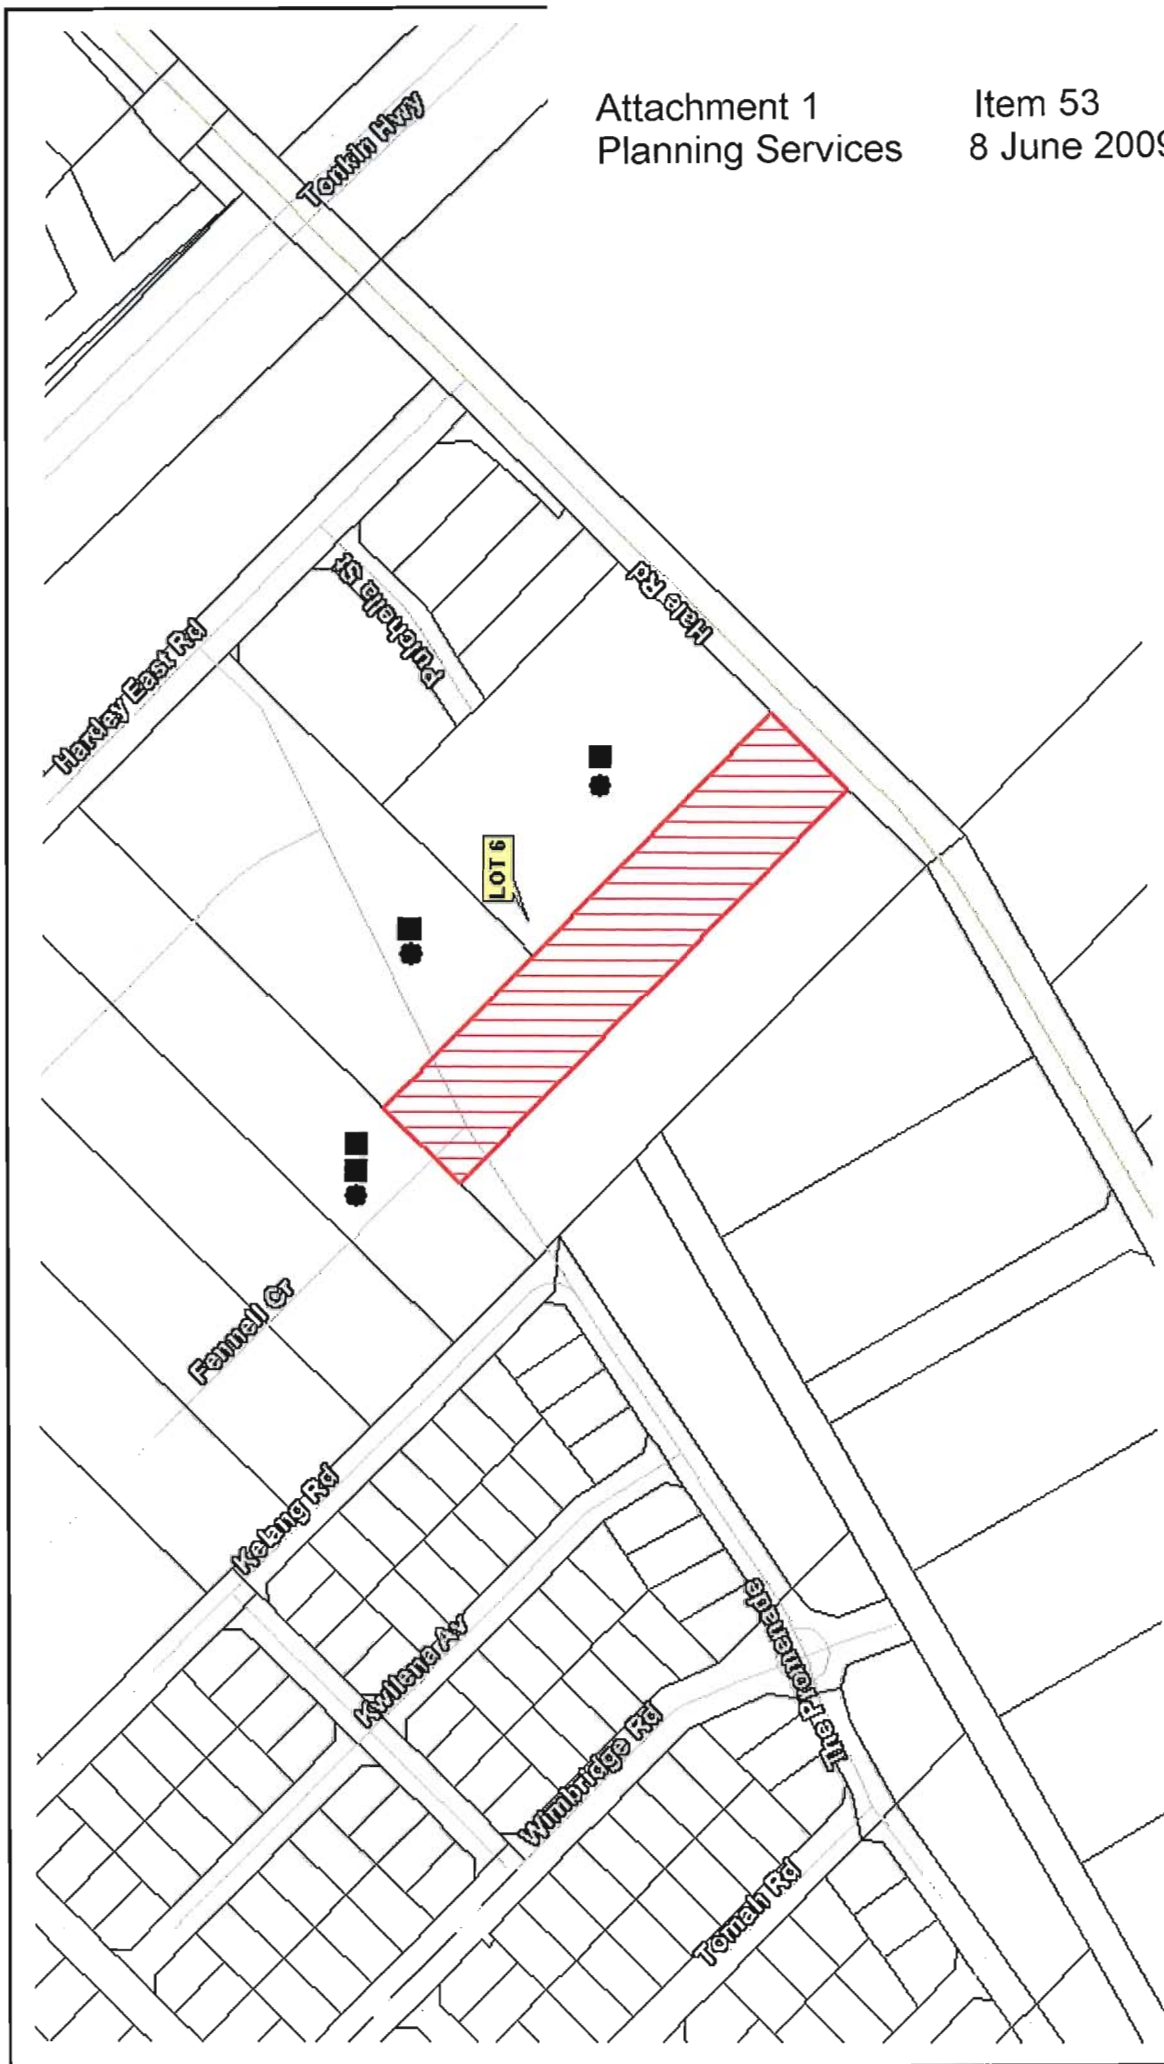 Attachment 1 Item 53
Planning Services 8 June 2009
Tonkin Hwy
Hale Rd
Pulchella St
Hardey East Rd
LOT 6
Fennell Cr
Kelang Rd
Kwilena Av
The Promenade
Wimbridge Rd
Tomah Rd